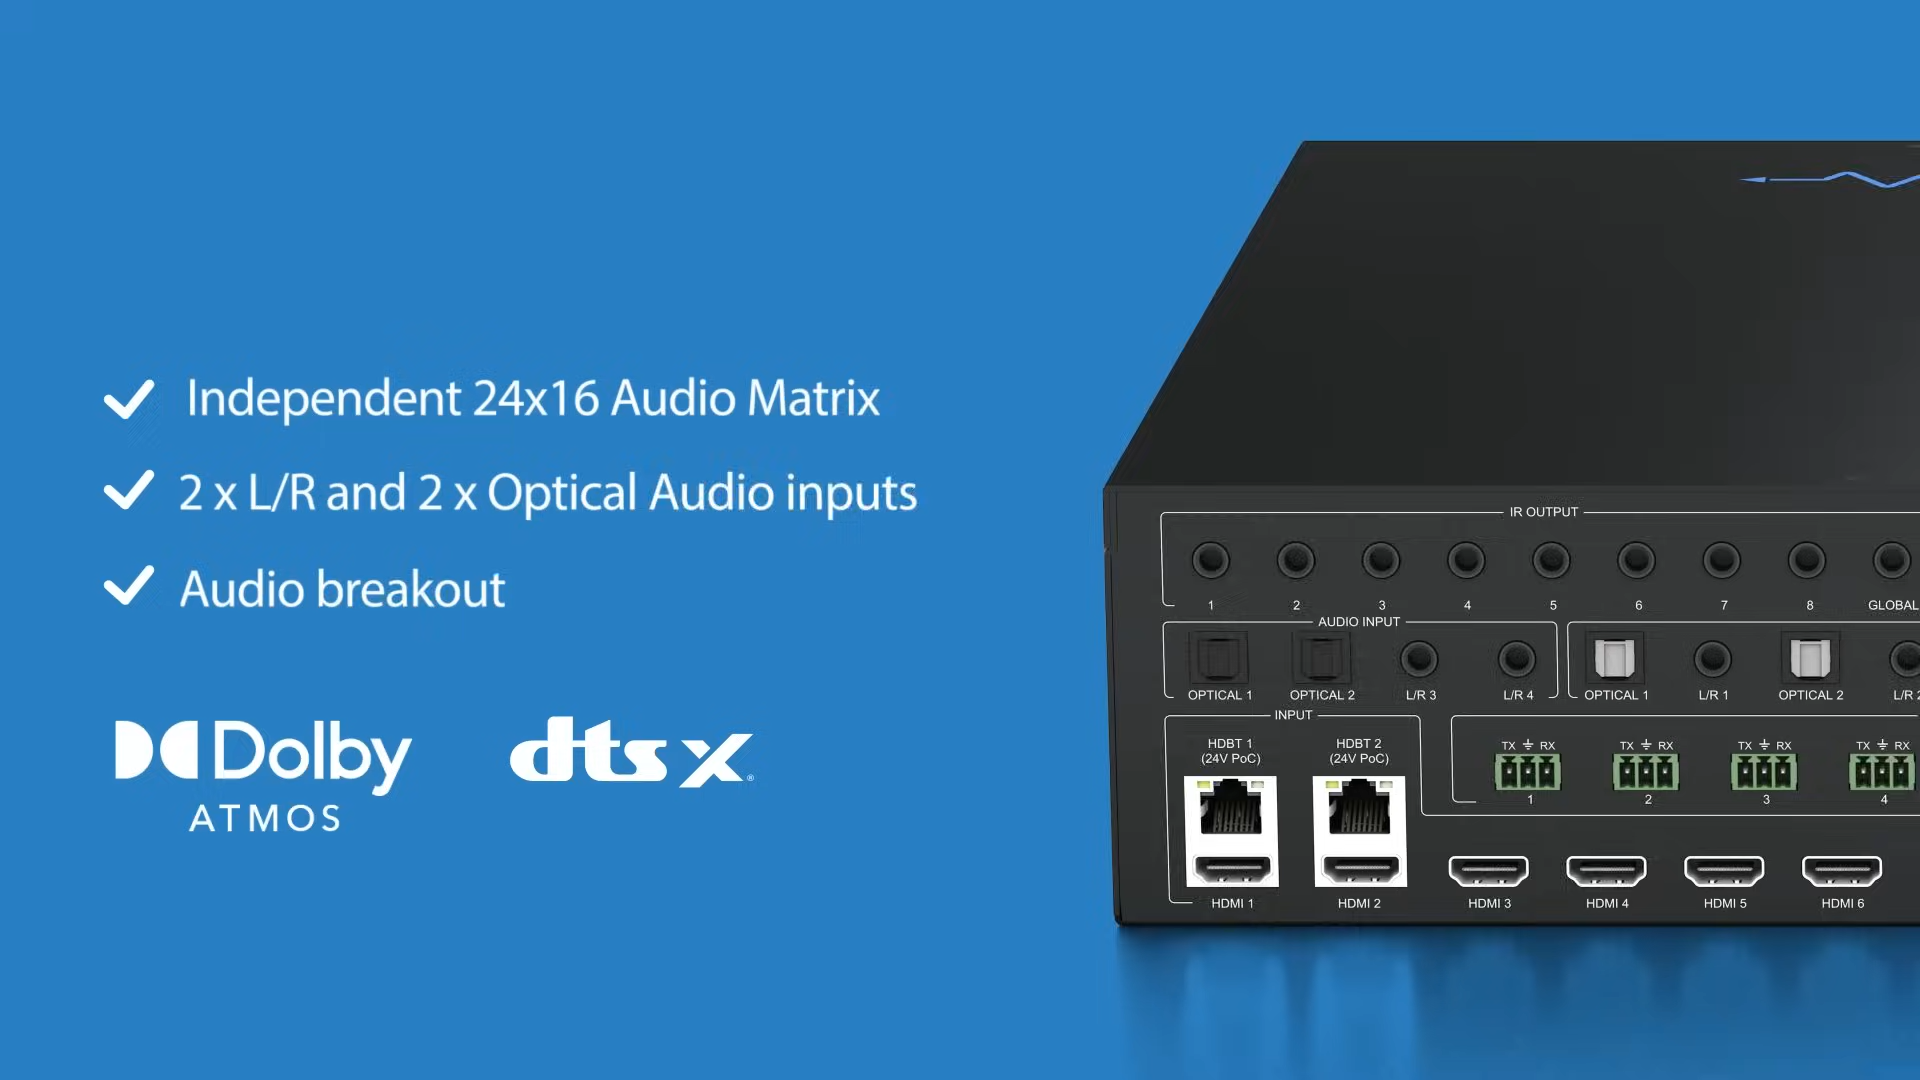 Independent 24x16 Audio Matrix
2 x L/R and 2 x Optical Audio inputs
Audio breakout
Dolby
ATMOS
dts x®
IR OUTPUT
1 2 3 4 5 6 7 8 GLOBAL
AUDIO INPUT
OPTICAL 1 OPTICAL 2 L/R 3 L/R 4 OPTICAL 1 L/R 1 OPTICAL 2 L/R 2
INPUT
HDBT 1 HDBT 2 TX RX TX RX TX RX TX RX
(24V PoC) (24V PoC)
1 2 3 4
HDMI 1 HDMI 2 HDMI 3 HDMI 4 HDMI 5 HDMI 6